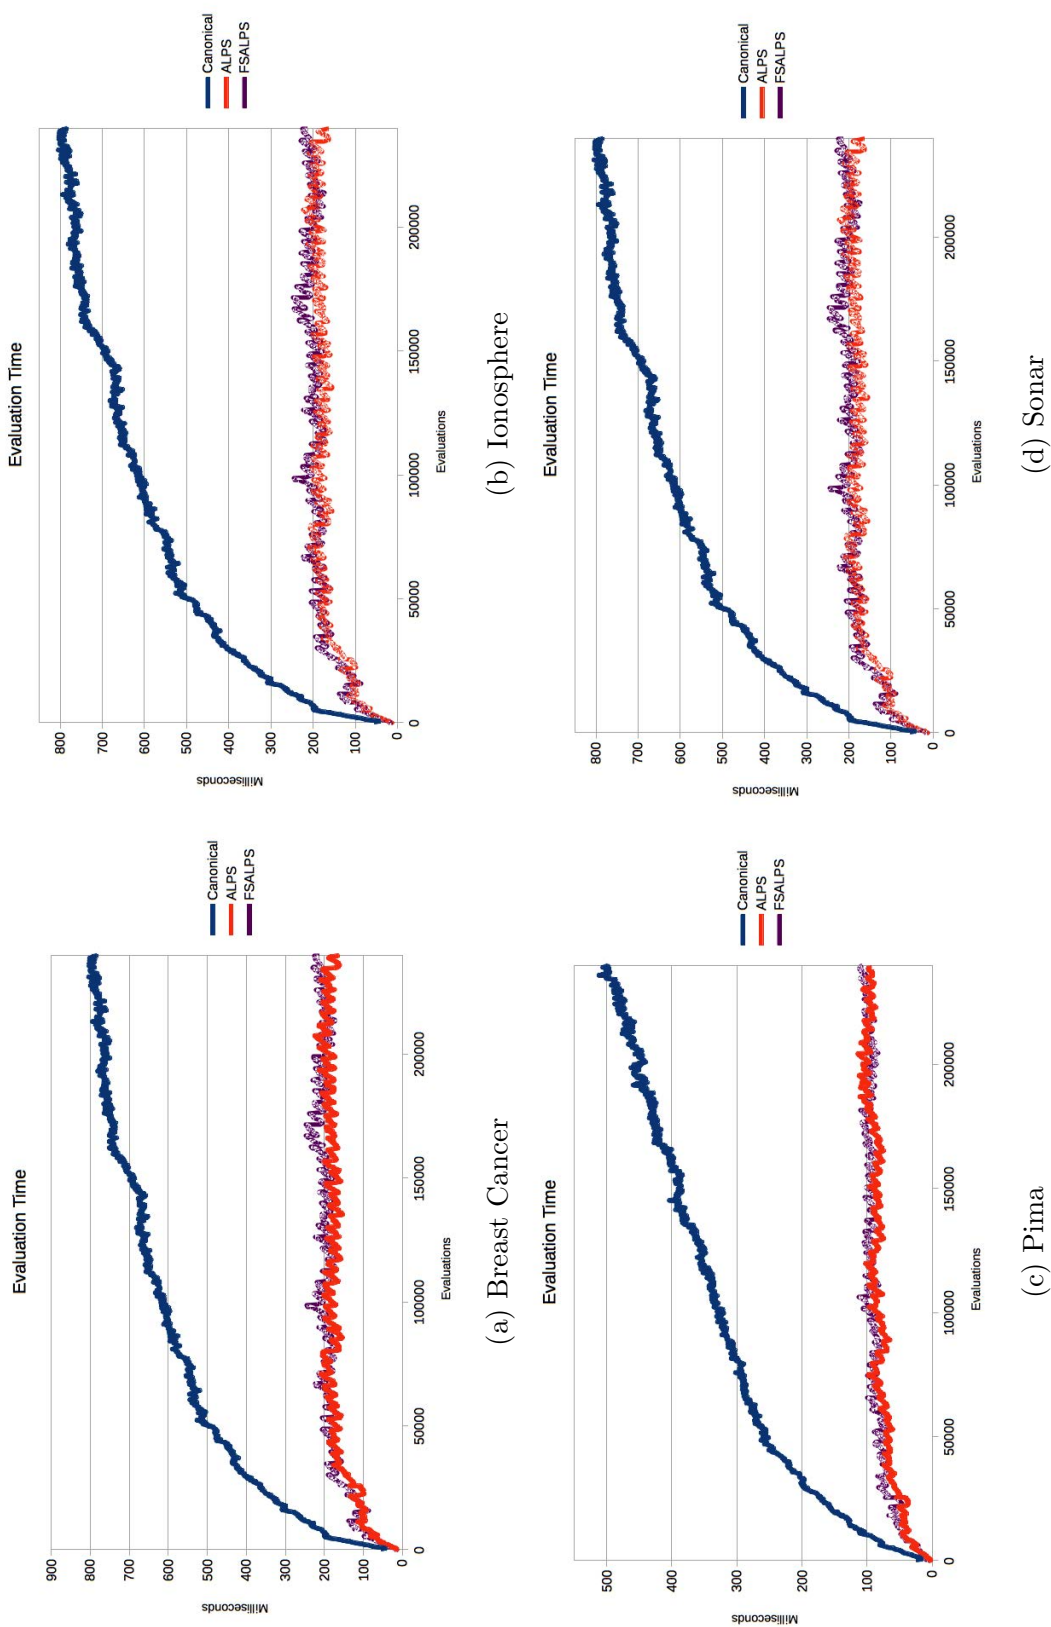 Evaluation Time
900
800
700
600
500
400
300
200
100
0
Milliseconds
0
50000
100000
150000
200000
Evaluations
Canonical
ALPS
FSALPS
(a) Breast Cancer
Evaluation Time
800
700
600
500
400
300
200
100
0
Milliseconds
0
50000
100000
150000
200000
Evaluations
Canonical
ALPS
FSALPS
(b) Ionosphere
Evaluation Time
500
400
300
200
100
0
Milliseconds
0
50000
100000
150000
200000
Evaluations
Canonical
ALPS
FSALPS
(c) Pima
Evaluation Time
800
700
600
500
400
300
200
100
0
Milliseconds
0
50000
100000
150000
200000
Evaluations
Canonical
ALPS
FSALPS
(d) Sonar